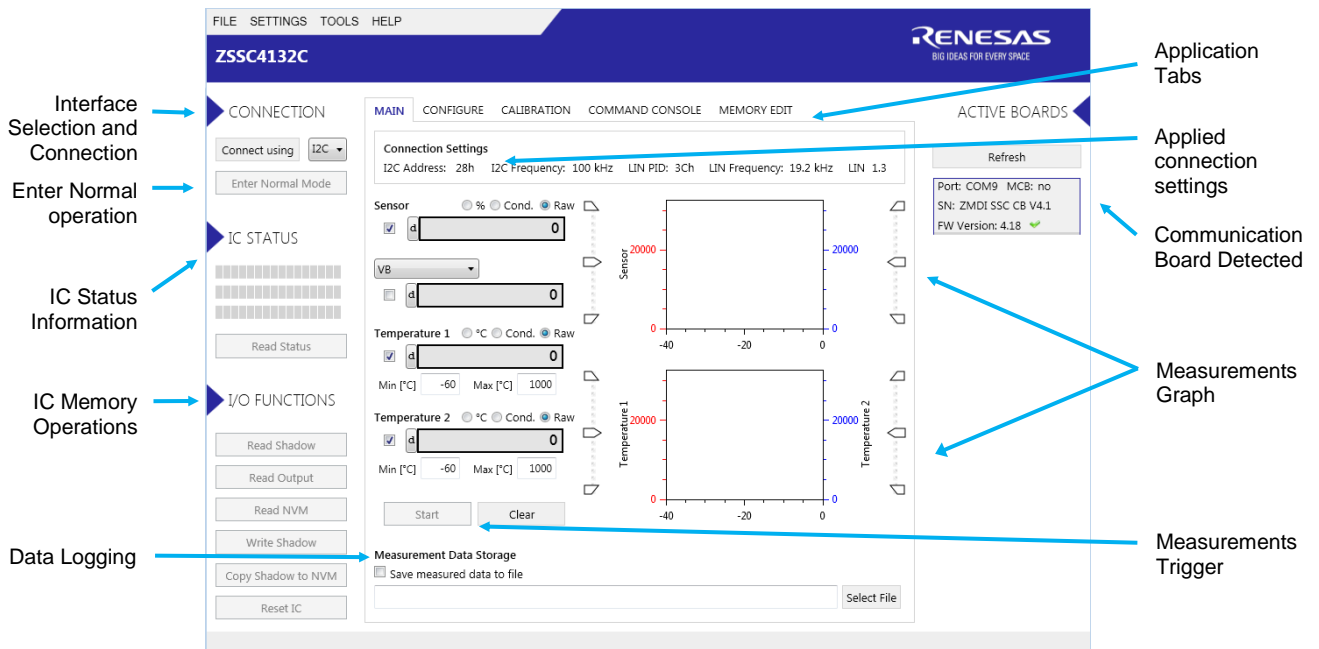 FILE SETTINGS TOOLS HELP
ZSSC4132C
RENESAS
BIG IDEAS FOR EVERY SPACE
Application
Tabs
Interface
Selection and
Connection
CONNECTION
MAIN CONFIGURE CALIBRATION COMMAND CONSOLE MEMORY EDIT
ACTIVE BOARDS
Connect using I2C
Connection Settings
I2C Address: 28h I2C Frequency: 100 kHz LIN PID: 3Ch LIN Frequency: 19.2 kHz LIN 1.3
Refresh
Applied
connection
settings
Enter Normal
operation
Enter Normal Mode
Port: COM9 MCB: no
SN: ZMDI SSC CB V4.1
FW Version: 4.18
Communication
Board Detected
Sensor % Cond. Raw
d 0
IC STATUS
VB
d 0
Sensor
20000
20000
0
0
-40 -20 0
IC Status
Information
Read Status
Temperature 1 °C Cond. Raw
d 0
Min [°C] -60 Max [°C] 1000
Measurements
Graph
IC Memory
Operations
I/O FUNCTIONS
Temperature 2 °C Cond. Raw
d 0
Min [°C] -60 Max [°C] 1000
Temperature 1
20000
20000
Temperature 2
0
0
-40 -20 0
Read Shadow
Read Output
Read NVM
Write Shadow
Copy Shadow to NVM
Reset IC
Start Clear
Measurements
Trigger
Data Logging
Measurement Data Storage
Save measured data to file
Select File